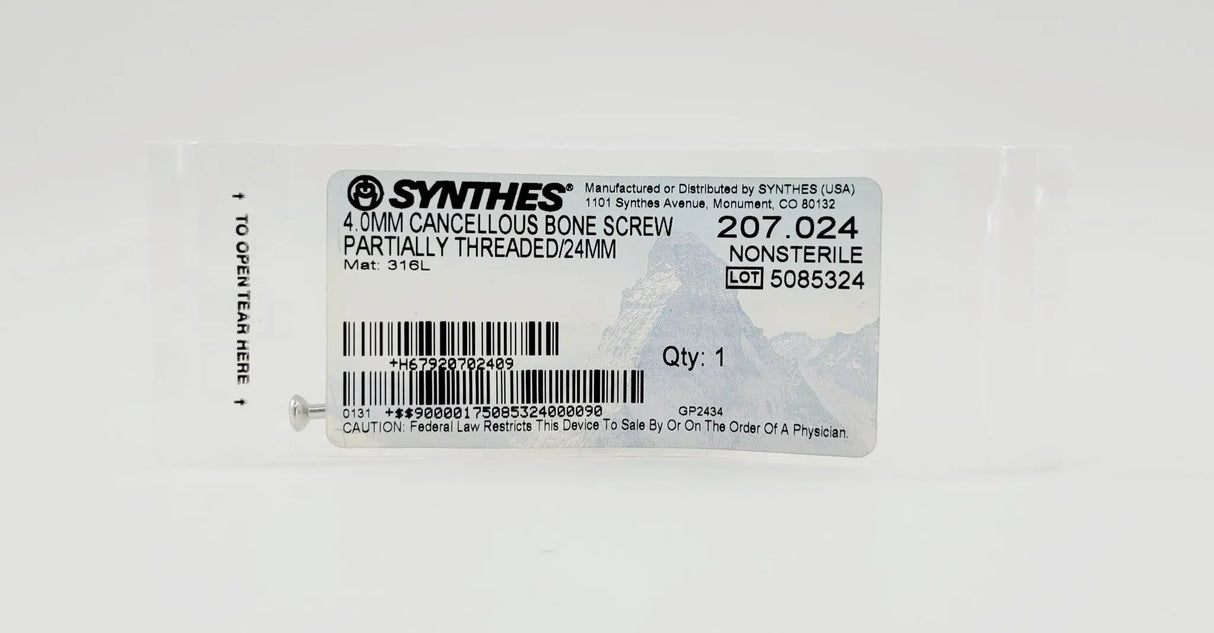 ↑ TO OPEN TEAR HERE ↑
SYNTHES®
Manufactured or Distributed by SYNTHES (USA)
1101 Synthes Avenue, Monument, CO 80132
4.0MM CANCELLOUS BONE SCREW
PARTIALLY THREADED/24MM
Mat: 316L
207.024
NONSTERILE
LOT 5085324
+H67920702409
Qty: 1
0131 +$$90000175085324000090 GP2434
CAUTION: Federal Law Restricts This Device To Sale By Or On The Order Of A Physician.